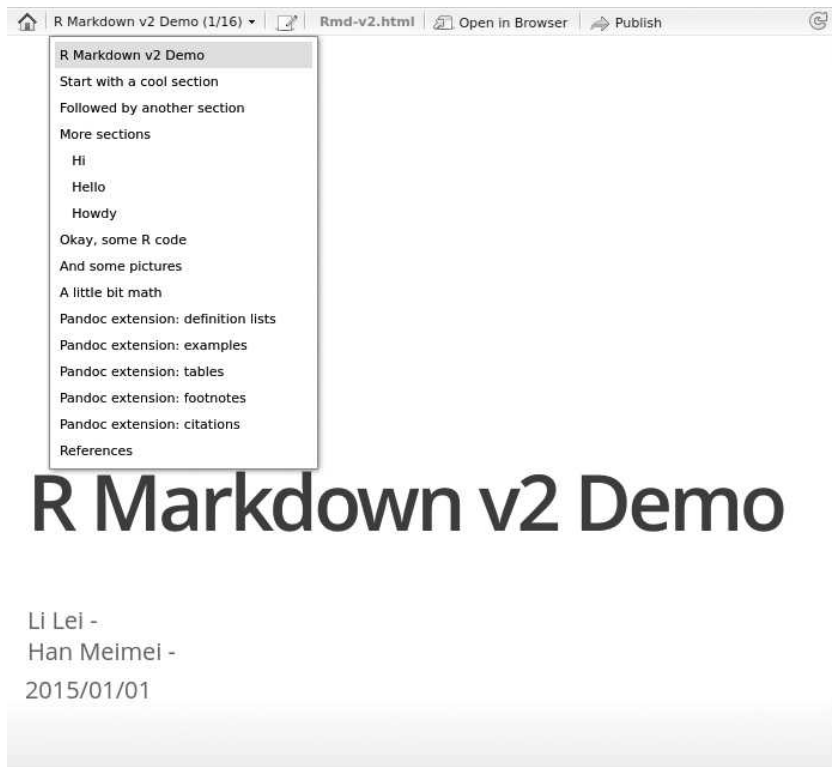 R Markdown v2 Demo (1/16) Rmd-v2.html Open in Browser Publish
R Markdown v2 Demo
Start with a cool section
Followed by another section
More sections
Hi
Hello
Howdy
Okay, some R code
And some pictures
A little bit math
Pandoc extension: definition lists
Pandoc extension: examples
Pandoc extension: tables
Pandoc extension: footnotes
Pandoc extension: citations
References
R Markdown v2 Demo
Li Lei -
Han Meimei -
2015/01/01